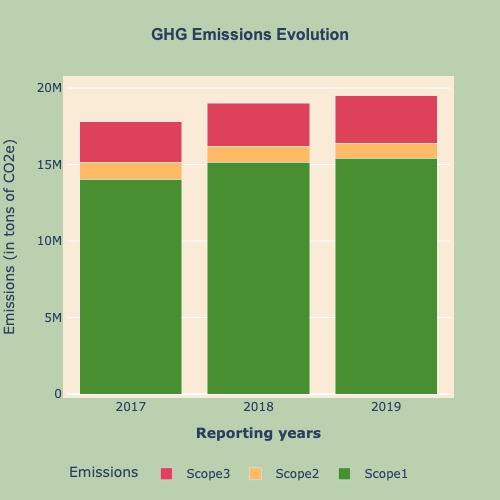 GHG Emissions Evolution
Emissions (in tons of CO2e)
20M
15M
10M
5M
0
2017 2018 2019
Reporting years
Emissions Scope3 Scope2 Scope1